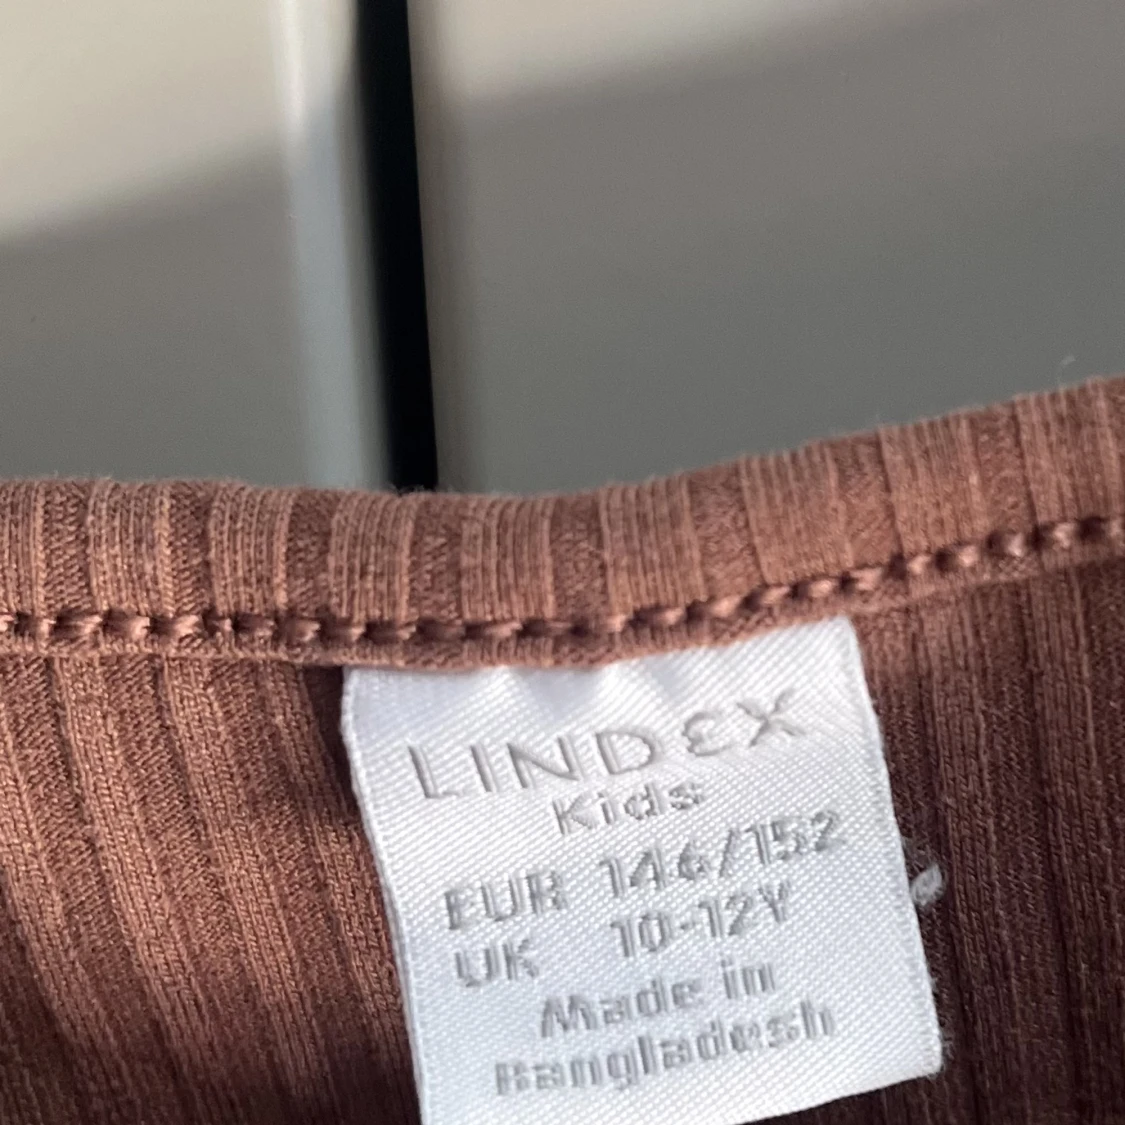 LINDEX
Kids
EUR 146/152
UK 10-12Y
Made in
Bangladesh